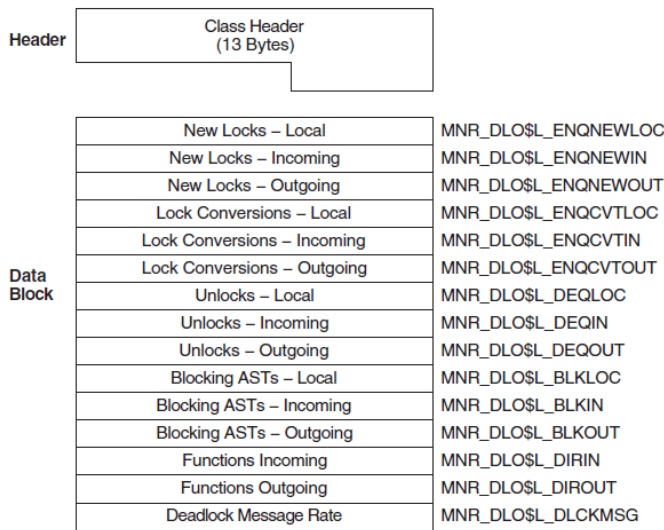 Header
Class Header
(13 Bytes)
New Locks – Local MNR_DLO$L_ENQNEWLOC
New Locks – Incoming MNR_DLO$L_ENQNEWIN
New Locks – Outgoing MNR_DLO$L_ENQNEWOUT
Lock Conversions – Local MNR_DLO$L_ENQCVTLOC
Lock Conversions – Incoming MNR_DLO$L_ENQCVTIN
Lock Conversions – Outgoing MNR_DLO$L_ENQCVTOUT
Data
Block
Unlocks – Local MNR_DLO$L_DEQLOC
Unlocks – Incoming MNR_DLO$L_DEQIN
Unlocks – Outgoing MNR_DLO$L_DEQOUT
Blocking ASTs – Local MNR_DLO$L_BLKLOC
Blocking ASTs – Incoming MNR_DLO$L_BLKIN
Blocking ASTs – Outgoing MNR_DLO$L_BLKOUT
Functions Incoming MNR_DLO$L_DIRIN
Functions Outgoing MNR_DLO$L_DIROUT
Deadlock Message Rate MNR_DLO$L_DLCKMSG